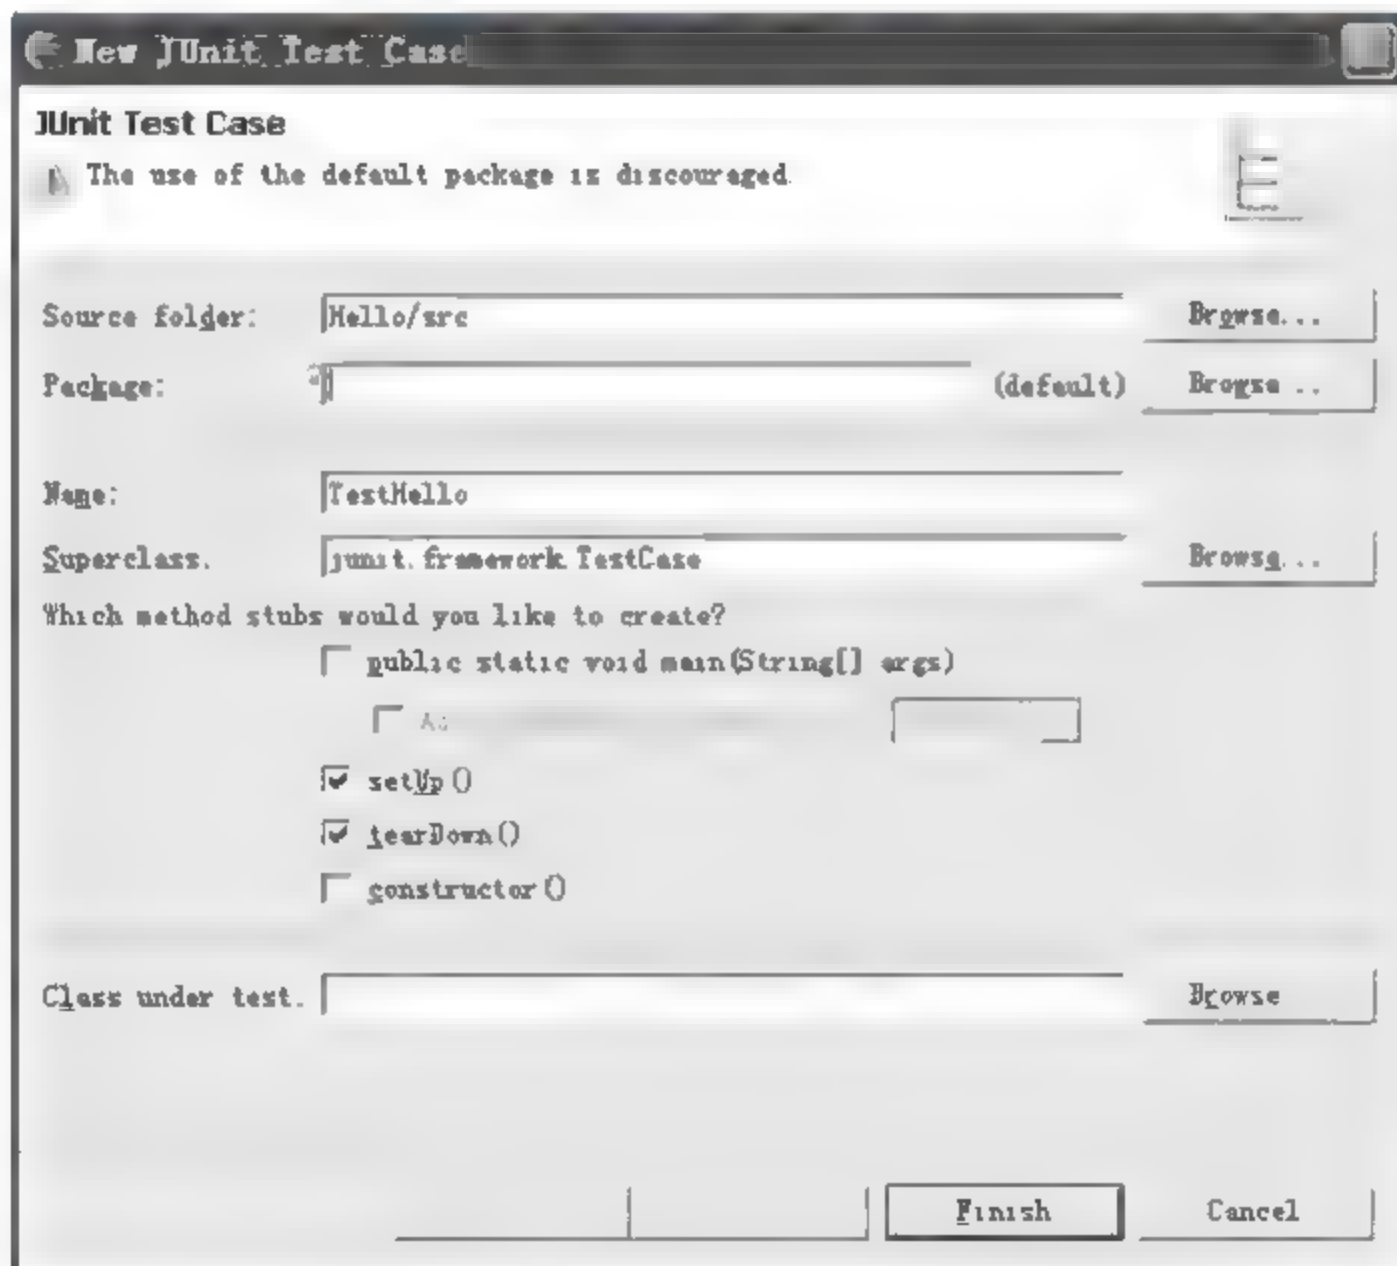 New JUnit Test Case
JUnit Test Case
The use of the default package is discouraged.
Source folder: Hello/src Browse...
Package: (default) Browse...
Name: TestHello
Superclass: junit.framework.TestCase Browse...
Which method stubs would you like to create?
public static void main(String[] args)
setUp()
tearDown()
constructor()
Class under test: Browse
Finish Cancel